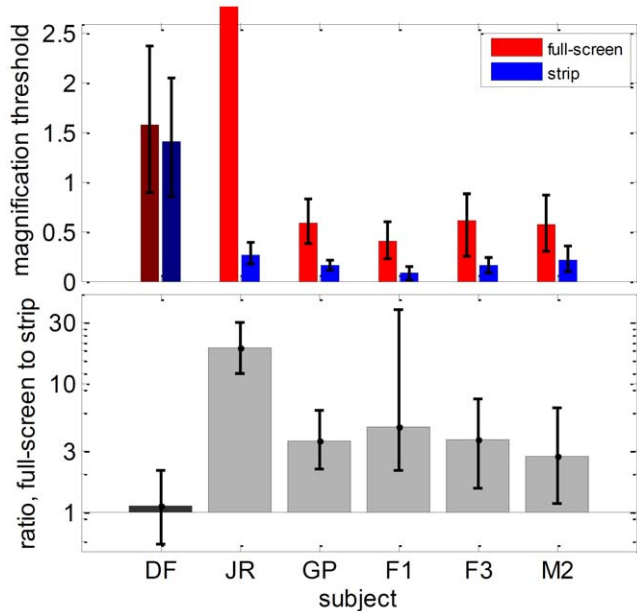 magnification threshold
2.5
2
1.5
1
0.5
0
full-screen
strip
ratio, full-screen to strip
30
10
3
1
DF JR GP F1 F3 M2
subject